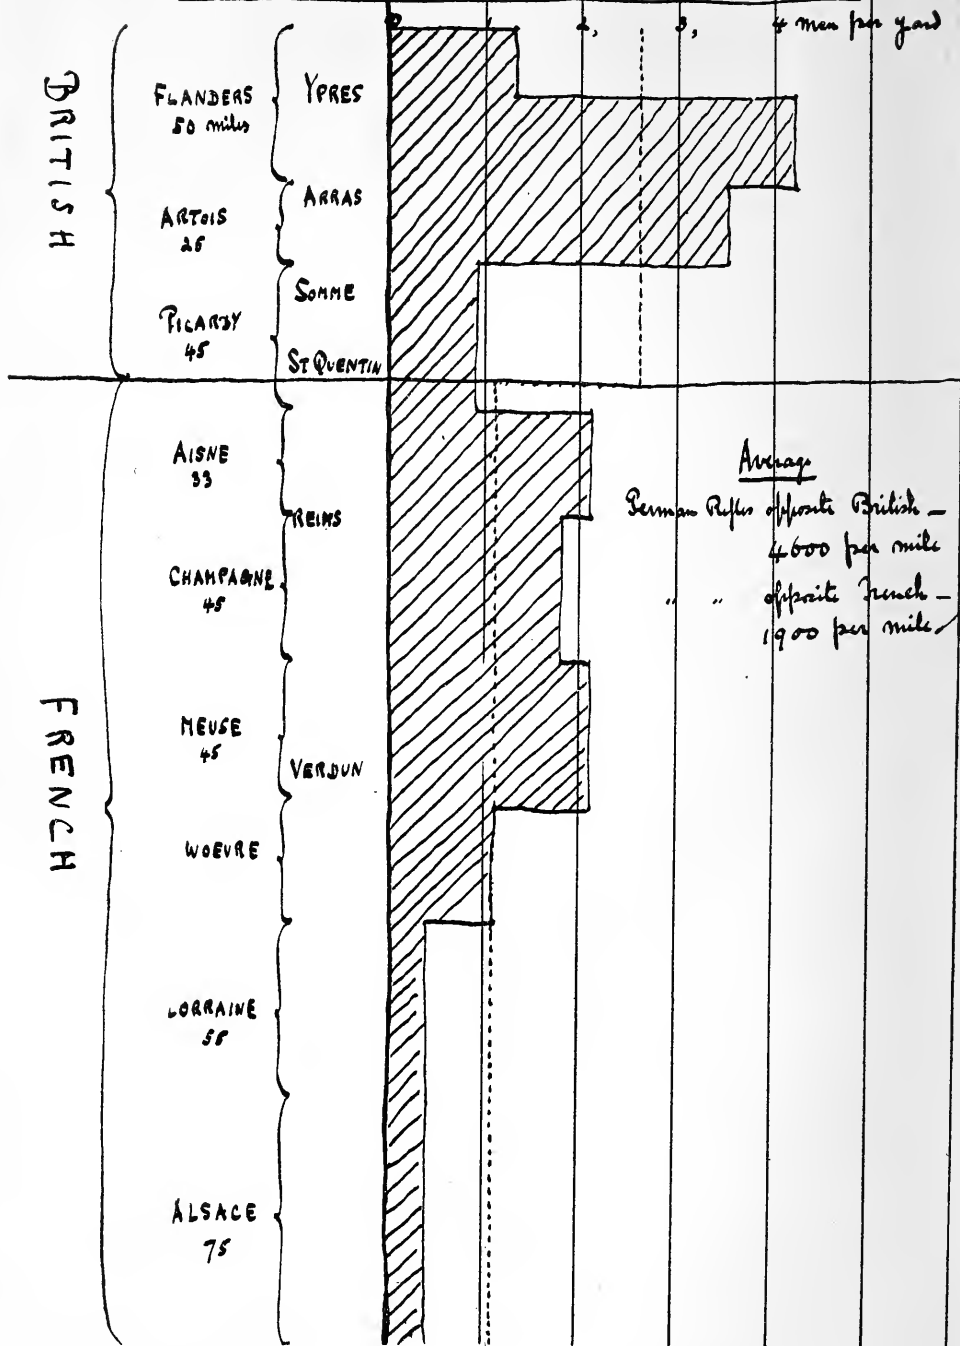 0 1 2, 3, 4 men per yard
BRITISH
FLANDERS
50 miles
YPRES
ARTOIS
25
ARRAS
PICARDY
45
SOMME
ST QUENTIN
FRENCH
AISNE
33
REIMS
CHAMPAGNE
45
MEUSE
45
VERDUN
WOEVRE
LORRAINE
55
ALSACE
75
Average
German Rifles opposite British —
4600 per mile
" " opposite French —
1900 per mile